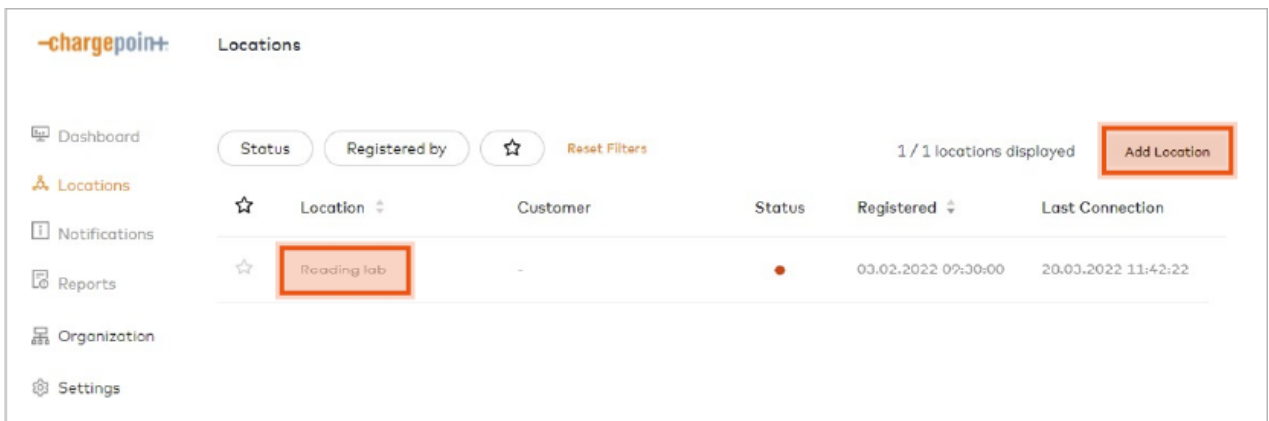 -chargepoin+
Locations
Dashboard
Status
Registered by
Reset Filters
1 / 1 locations displayed
Add Location
Locations
Location
Customer
Status
Registered
Last Connection
Notifications
Reading lab
-
03.02.2022 09:30:00
28.03.2022 11:42:22
Reports
Organization
Settings